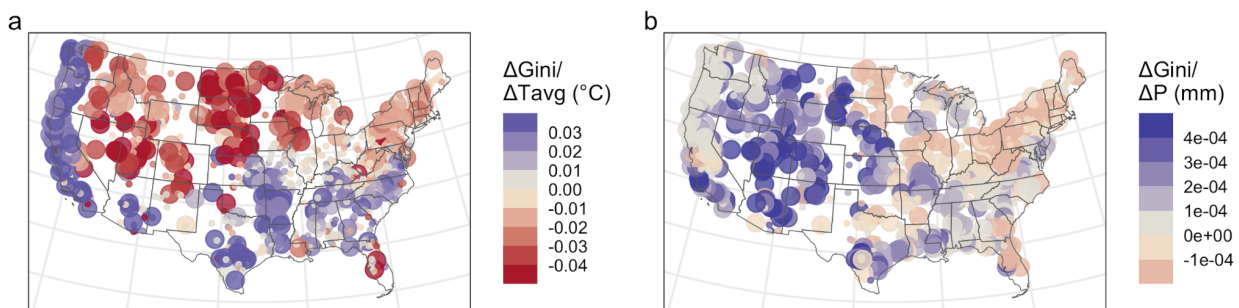 a
ΔGini/
ΔTavg (°C)
0.03
0.02
0.01
0.00
-0.01
-0.02
-0.03
-0.04
b
ΔGini/
ΔP (mm)
4e-04
3e-04
2e-04
1e-04
0e+00
-1e-04